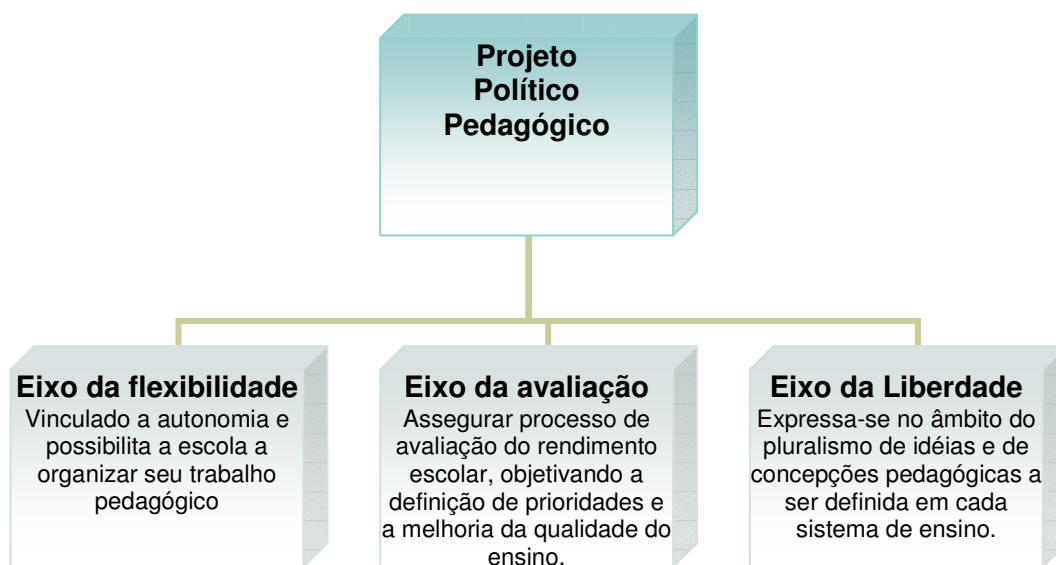 Projeto
Político
Pedagógico
Eixo da flexibilidade
Vinculado a autonomia e
possibilita a escola a
organizar seu trabalho
pedagógico
Eixo da avaliação
Assegurar processo de
avaliação do rendimento
escolar, objetivando a
definição de prioridades e
a melhoria da qualidade do
ensino.
Eixo da Liberdade
Expressa-se no âmbito do
pluralismo de idéias e de
concepções pedagógicas a
ser definida em cada
sistema de ensino.